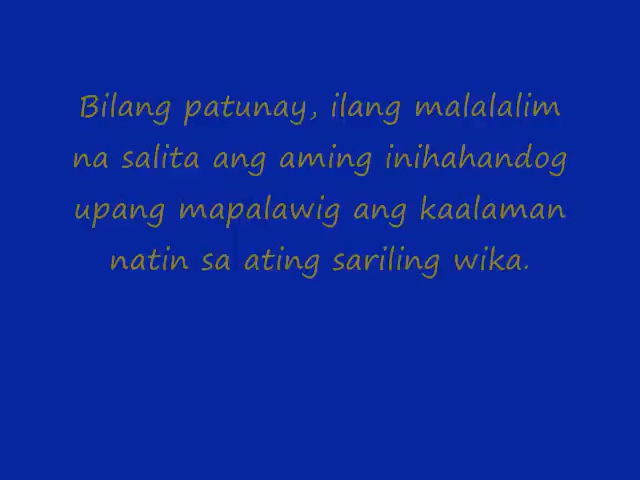 Bilang patunay, ilang malalalim
na salita ang aming inihahandog
upang mapalawig ang kaalaman
natin sa ating sariling wika.